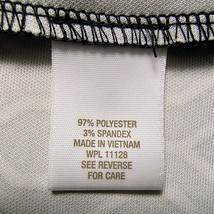 97% POLYESTER
3% SPANDEX
MADE IN VIETNAM
WPL 11128
SEE REVERSE
FOR CARE